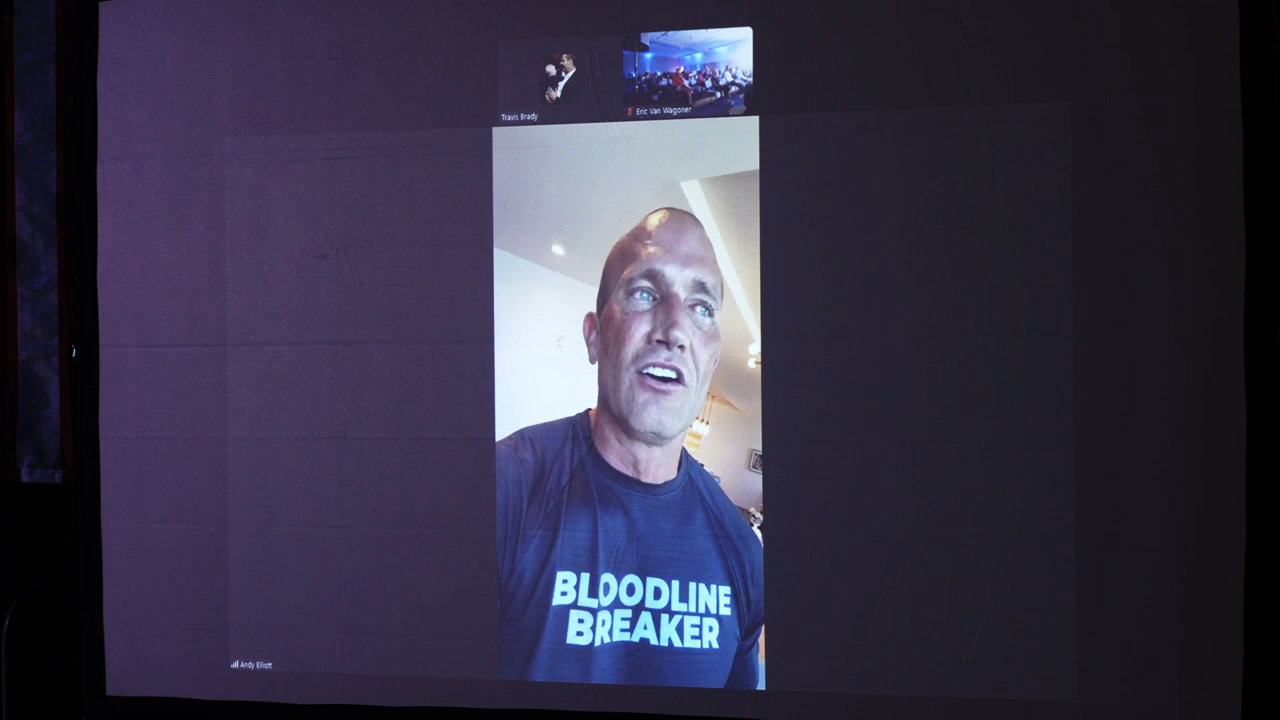 Travis Brady
Eric Van Wagoner
BLOODLINE
BREAKER
Andy Elliott